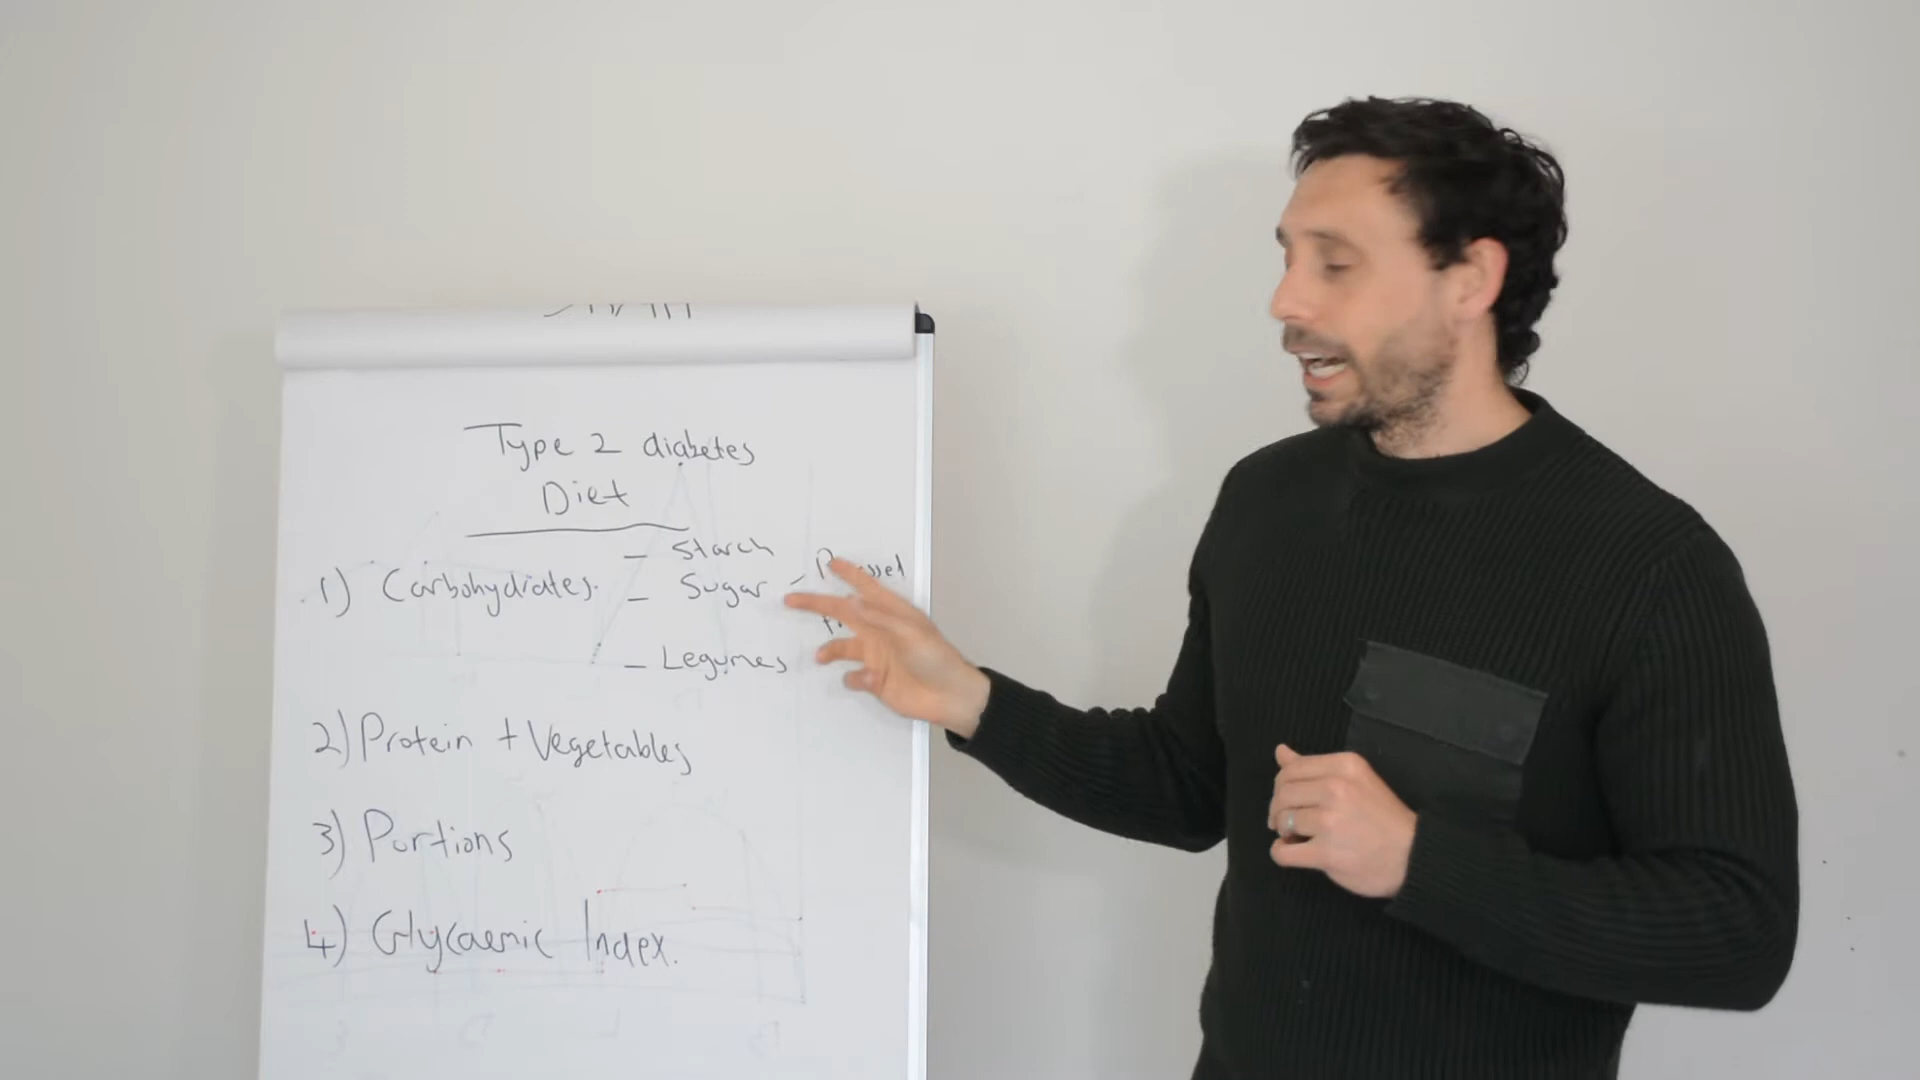 Type 2 diabetes
Diet
– Starch
1) Carbohydrates. – Sugar –
– Legumes
2) Protein + Vegetables
3) Portions
4) Glycaemic Index.